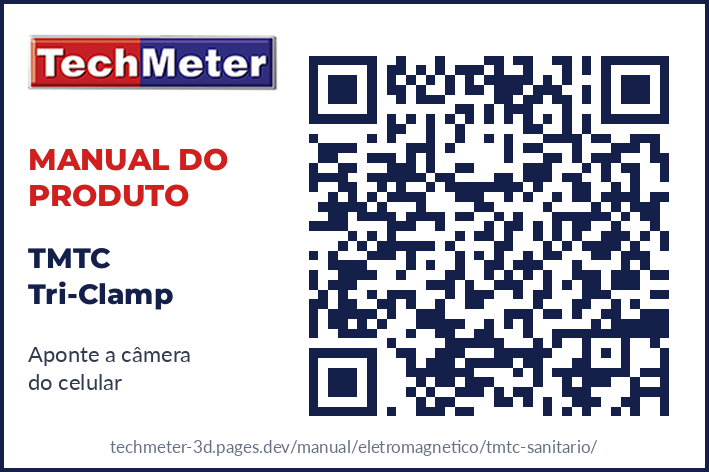 TechMeter
MANUAL DO
PRODUTO
TMTC
Tri-Clamp
Aponte a câmera
do celular
techmeter-3d.pages.dev/manual/eletromagnetico/tmtc-sanitario/